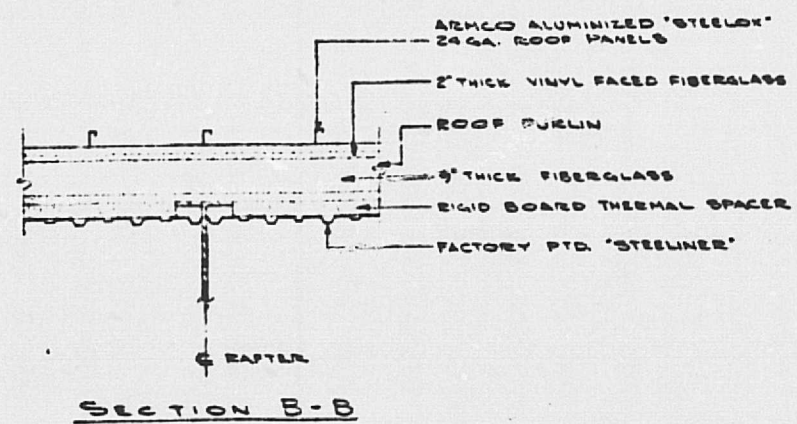 ARMCO ALUMINIZED "STEELOX"
24 GA. ROOF PANELS
2" THICK VINYL FACED FIBERGLASS
ROOF PURLIN
THICK FIBERGLASS
RIGID BOARD THERMAL SPACER
FACTORY PTD. "STEELINER"
℄ RAFTER
SECTION B-B